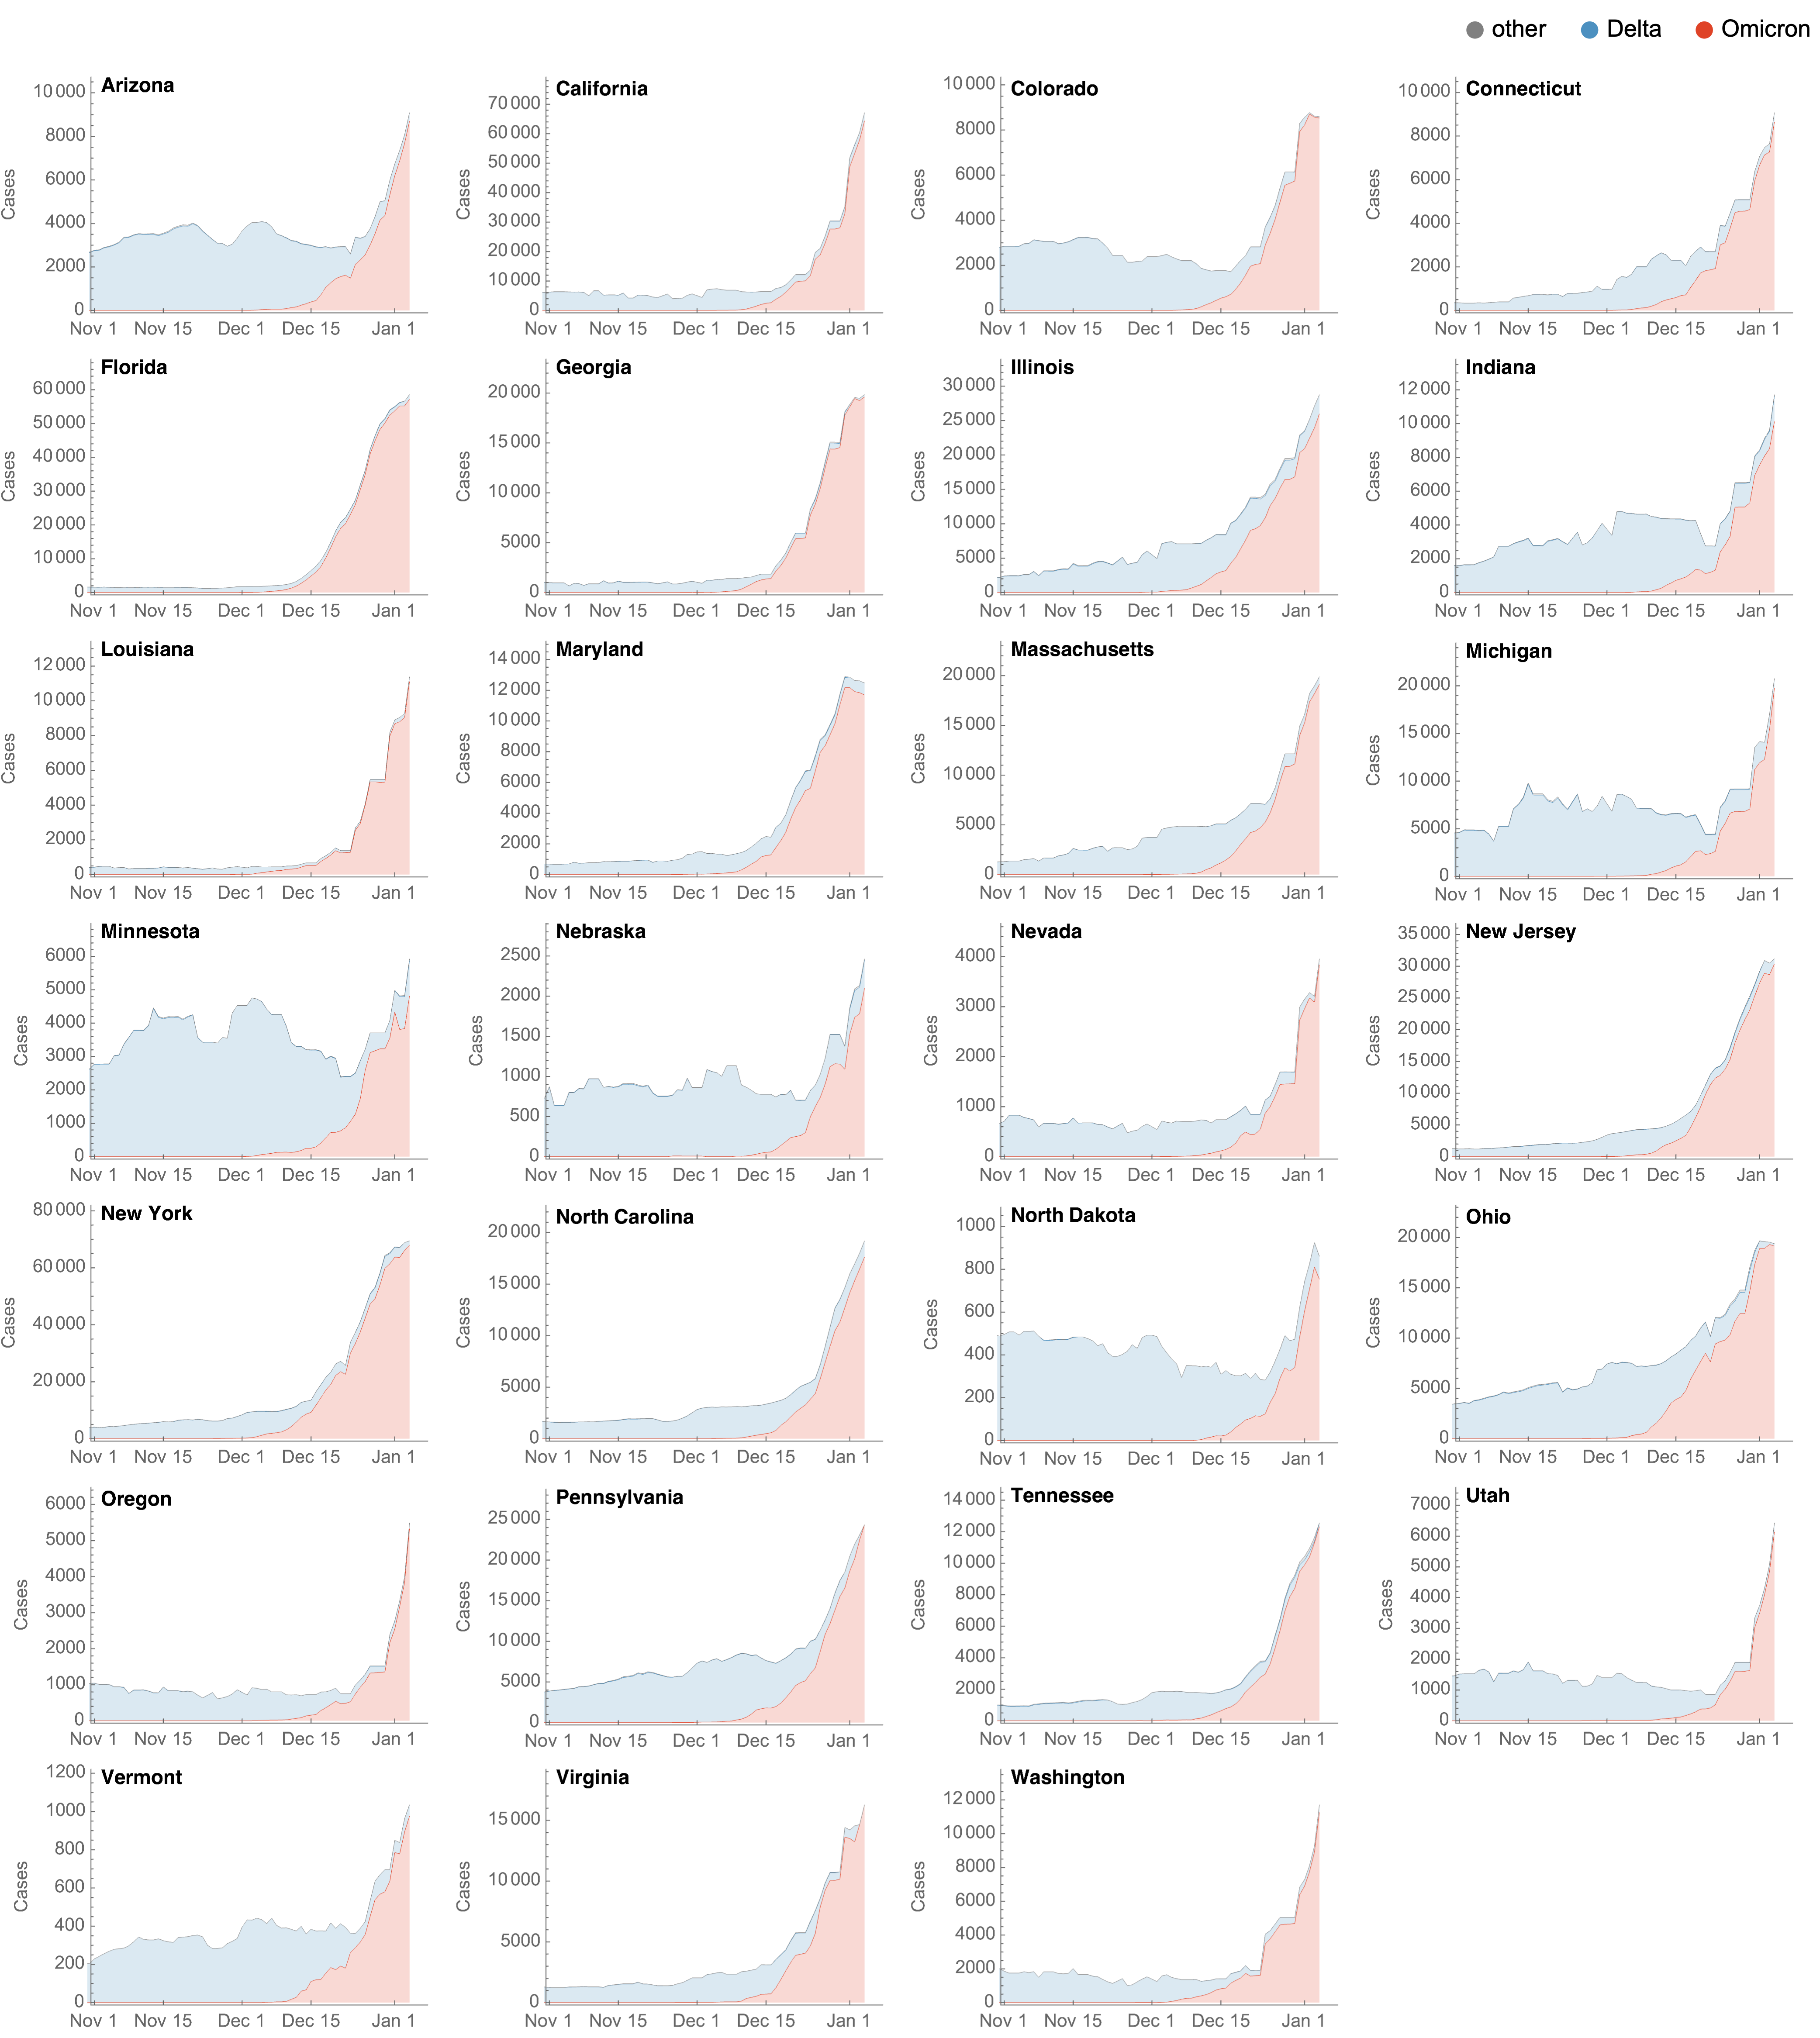 other Delta Omicron
Arizona California Colorado Connecticut
10 000 8000 6000 4000 2000 0
70 000 60 000 50 000 40 000 30 000 20 000 10 000 0
10 000 8000 6000 4000 2000 0
10 000 8000 6000 4000 2000 0
Cases Cases Cases Cases
Nov 1 Nov 15 Dec 1 Dec 15 Jan 1
Nov 1 Nov 15 Dec 1 Dec 15 Jan 1
Nov 1 Nov 15 Dec 1 Dec 15 Jan 1
Nov 1 Nov 15 Dec 1 Dec 15 Jan 1
Florida Georgia Illinois Indiana
60 000 50 000 40 000 30 000 20 000 10 000 0
20 000 15 000 10 000 5000 0
30 000 25 000 20 000 15 000 10 000 5000 0
12 000 10 000 8000 6000 4000 2000 0
Cases Cases Cases Cases
Nov 1 Nov 15 Dec 1 Dec 15 Jan 1
Nov 1 Nov 15 Dec 1 Dec 15 Jan 1
Nov 1 Nov 15 Dec 1 Dec 15 Jan 1
Nov 1 Nov 15 Dec 1 Dec 15 Jan 1
Louisiana Maryland Massachusetts Michigan
12 000 10 000 8000 6000 4000 2000 0
14 000 12 000 10 000 8000 6000 4000 2000 0
20 000 15 000 10 000 5000 0
20 000 15 000 10 000 5000 0
Cases Cases Cases Cases
Nov 1 Nov 15 Dec 1 Dec 15 Jan 1
Nov 1 Nov 15 Dec 1 Dec 15 Jan 1
Nov 1 Nov 15 Dec 1 Dec 15 Jan 1
Nov 1 Nov 15 Dec 1 Dec 15 Jan 1
Minnesota Nebraska Nevada New Jersey
6000 5000 4000 3000 2000 1000 0
2500 2000 1500 1000 500 0
4000 3000 2000 1000 0
35 000 30 000 25 000 20 000 15 000 10 000 5000 0
Cases Cases Cases Cases
Nov 1 Nov 15 Dec 1 Dec 15 Jan 1
Nov 1 Nov 15 Dec 1 Dec 15 Jan 1
Nov 1 Nov 15 Dec 1 Dec 15 Jan 1
Nov 1 Nov 15 Dec 1 Dec 15 Jan 1
New York North Carolina North Dakota Ohio
80 000 60 000 40 000 20 000 0
20 000 15 000 10 000 5000 0
1000 800 600 400 200 0
20 000 15 000 10 000 5000 0
Cases Cases Cases Cases
Nov 1 Nov 15 Dec 1 Dec 15 Jan 1
Nov 1 Nov 15 Dec 1 Dec 15 Jan 1
Nov 1 Nov 15 Dec 1 Dec 15 Jan 1
Nov 1 Nov 15 Dec 1 Dec 15 Jan 1
Oregon Pennsylvania Tennessee Utah
6000 5000 4000 3000 2000 1000 0
25 000 20 000 15 000 10 000 5000 0
14 000 12 000 10 000 8000 6000 4000 2000 0
7000 6000 5000 4000 3000 2000 1000 0
Cases Cases Cases Cases
Nov 1 Nov 15 Dec 1 Dec 15 Jan 1
Nov 1 Nov 15 Dec 1 Dec 15 Jan 1
Nov 1 Nov 15 Dec 1 Dec 15 Jan 1
Nov 1 Nov 15 Dec 1 Dec 15 Jan 1
Vermont Virginia Washington
1200 1000 800 600 400 200 0
15 000 10 000 5000 0
12 000 10 000 8000 6000 4000 2000 0
Cases Cases Cases
Nov 1 Nov 15 Dec 1 Dec 15 Jan 1
Nov 1 Nov 15 Dec 1 Dec 15 Jan 1
Nov 1 Nov 15 Dec 1 Dec 15 Jan 1